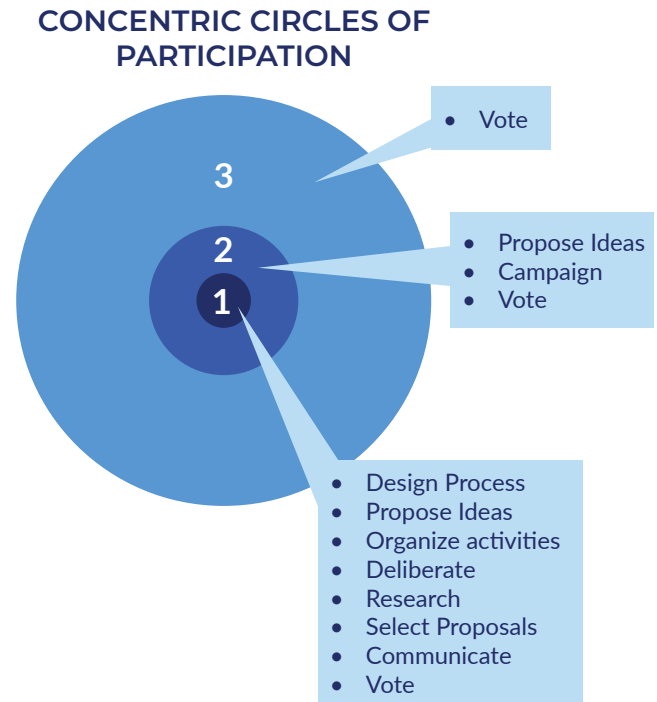 CONCENTRIC CIRCLES OF
PARTICIPATION
• Vote
3
2
• Propose Ideas
• Campaign
• Vote
1
• Design Process
• Propose Ideas
• Organize activities
• Deliberate
• Research
• Select Proposals
• Communicate
• Vote